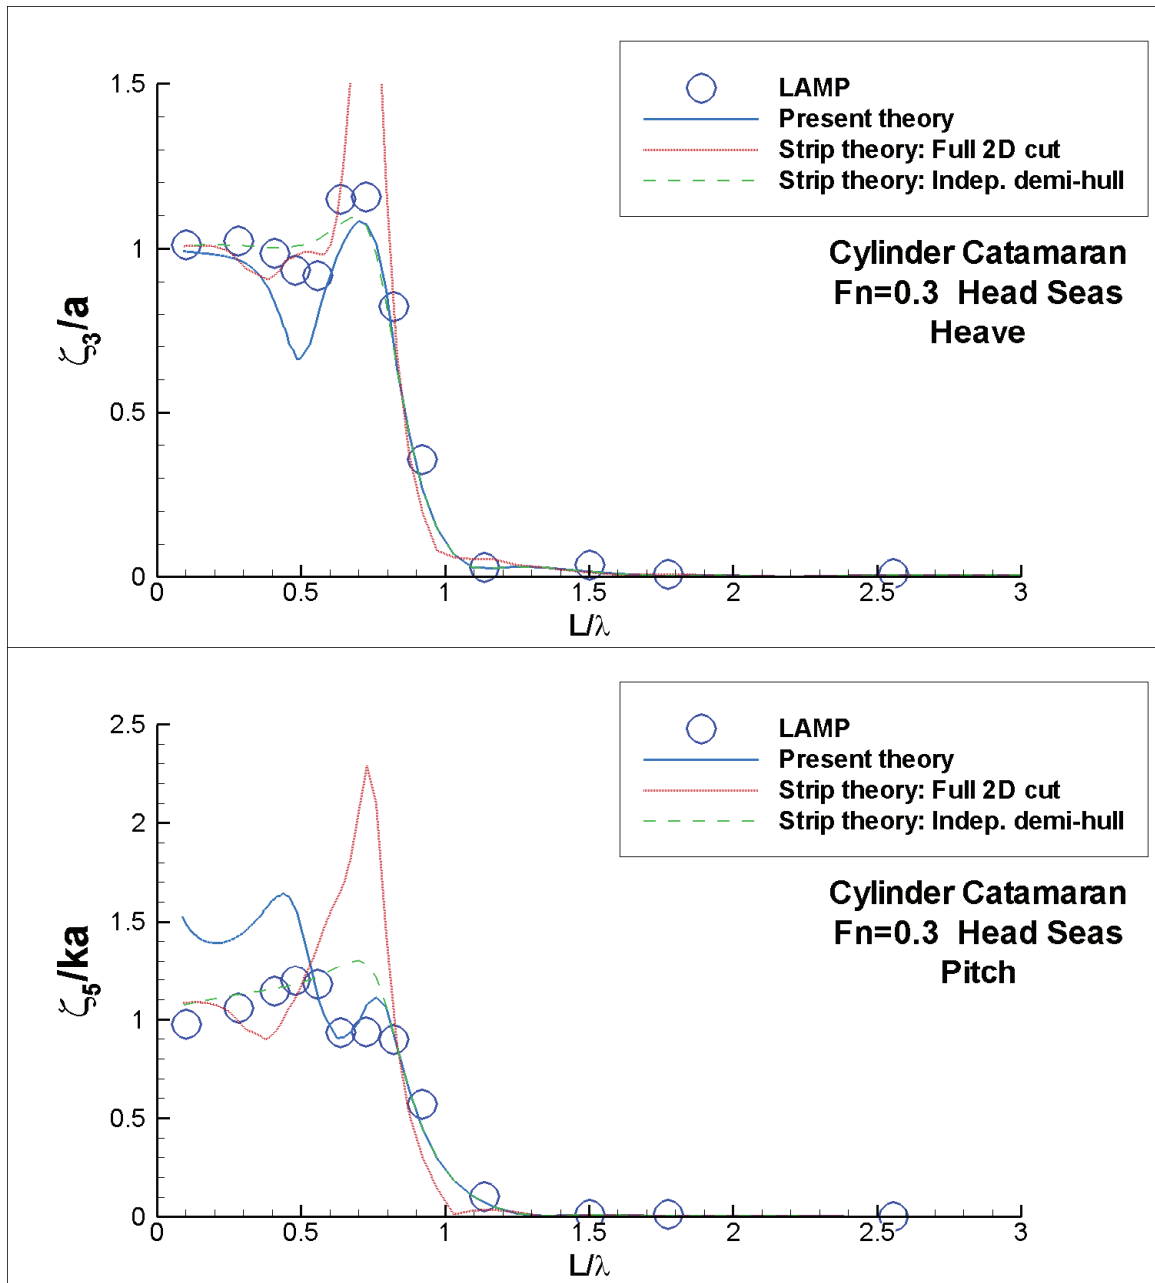 1.5
1
0.5
0
0
0.5
1
1.5
2
2.5
3
ζ3/a
L/λ
LAMP
Present theory
Strip theory: Full 2D cut
Strip theory: Indep. demi-hull
Cylinder Catamaran
Fn=0.3 Head Seas
Heave
2.5
2
1.5
1
0.5
0
0
0.5
1
1.5
2
2.5
3
ζ5/ka
L/λ
LAMP
Present theory
Strip theory: Full 2D cut
Strip theory: Indep. demi-hull
Cylinder Catamaran
Fn=0.3 Head Seas
Pitch